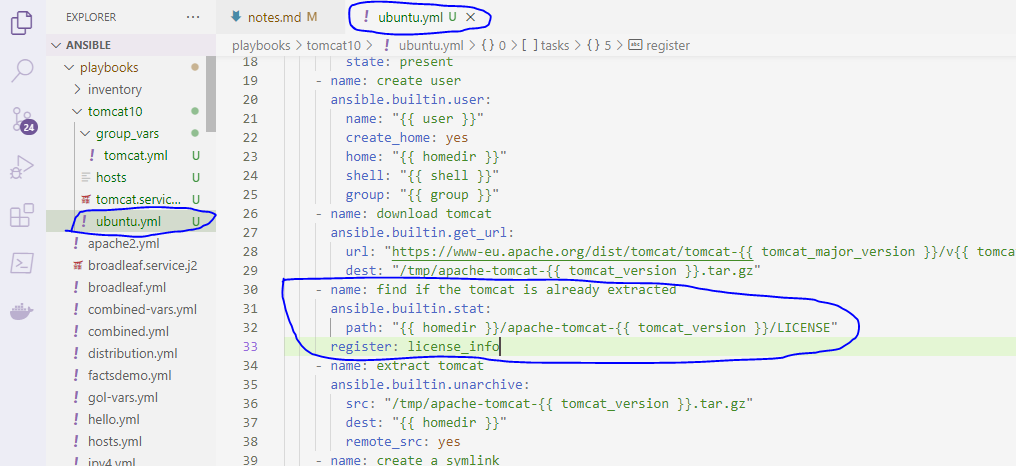 EXPLORER
ANSIBLE
playbooks
inventory
tomcat10
group_vars
tomcat.yml U
hosts U
tomcat.servic... U
ubuntu.yml U
apache2.yml
broadleaf.service.j2
broadleaf.yml
combined-vars.yml
combined.yml
distribution.yml
factsdemo.yml
gol-vars.yml
hello.yml
hosts.yml
ipv4.yml
24
notes.md M
ubuntu.yml U
playbooks > tomcat10 > ubuntu.yml > {} 0 > [ ] tasks > {} 5 > abc register
18 state: present
19 - name: create user
20 ansible.builtin.user:
21 name: "{{ user }}"
22 create_home: yes
23 home: "{{ homedir }}"
24 shell: "{{ shell }}"
25 group: "{{ group }}"
26 - name: download tomcat
27 ansible.builtin.get_url:
28 url: "https://www-eu.apache.org/dist/tomcat/tomcat-{{ tomcat_major_version }}/v{{ tomca
29 dest: "/tmp/apache-tomcat-{{ tomcat_version }}.tar.gz"
30 - name: find if the tomcat is already extracted
31 ansible.builtin.stat:
32 path: "{{ homedir }}/apache-tomcat-{{ tomcat_version }}/LICENSE"
33 register: license_info
34 - name: extract tomcat
35 ansible.builtin.unarchive:
36 src: "/tmp/apache-tomcat-{{ tomcat_version }}.tar.gz"
37 dest: "{{ homedir }}"
38 remote_src: yes
39 - name: create a symlink